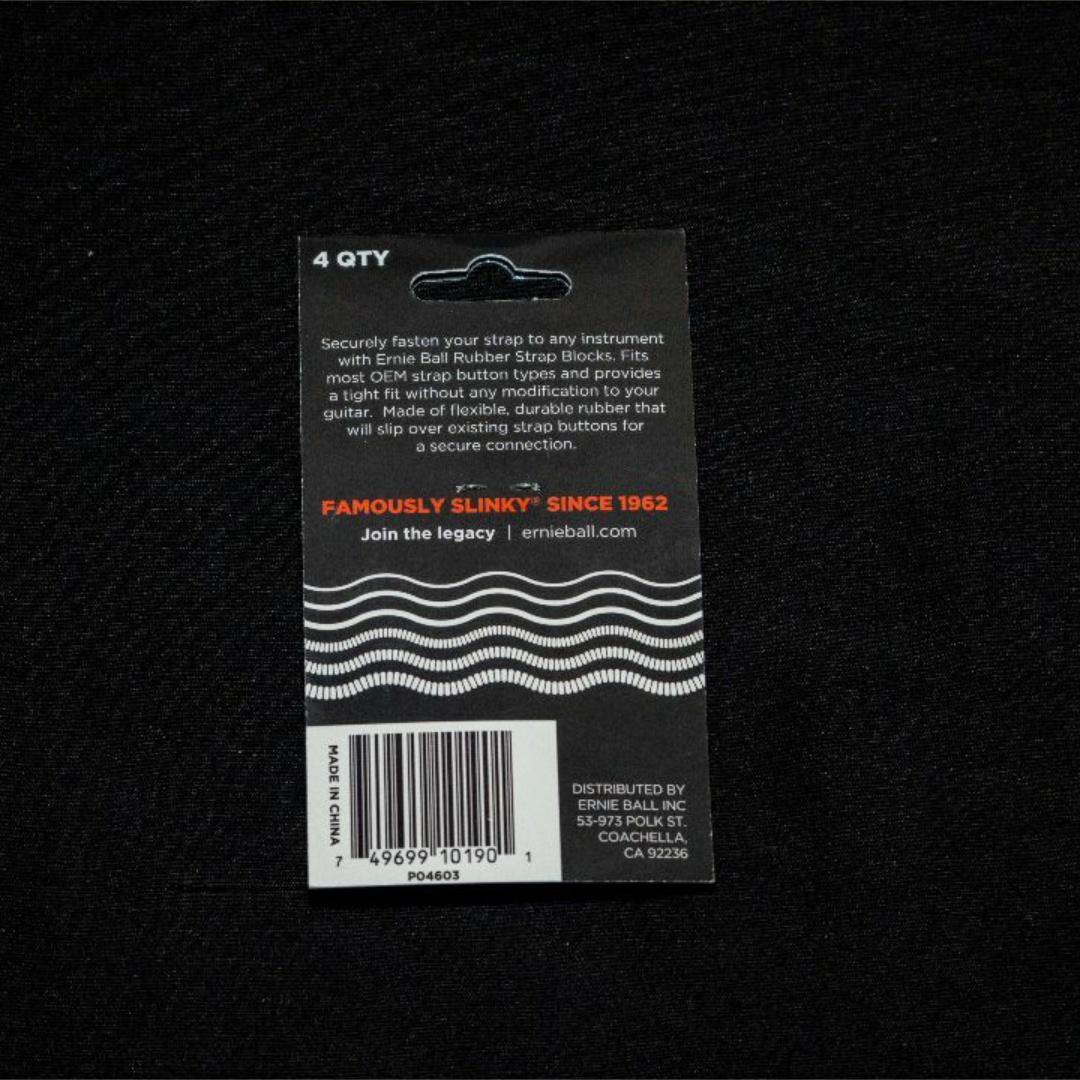 4 QTY
Securely fasten your strap to any instrument
with Ernie Ball Rubber Strap Blocks. Fits
most OEM strap button types and provides
a tight fit without any modification to your
guitar. Made of flexible, durable rubber that
will slip over existing strap buttons for
a secure connection.
FAMOUSLY SLINKY® SINCE 1962
Join the legacy | ernieball.com
MADE IN CHINA
7 49699 10190 1
P04603
DISTRIBUTED BY
ERNIE BALL INC
53-973 POLK ST.
COACHELLA,
CA 92236